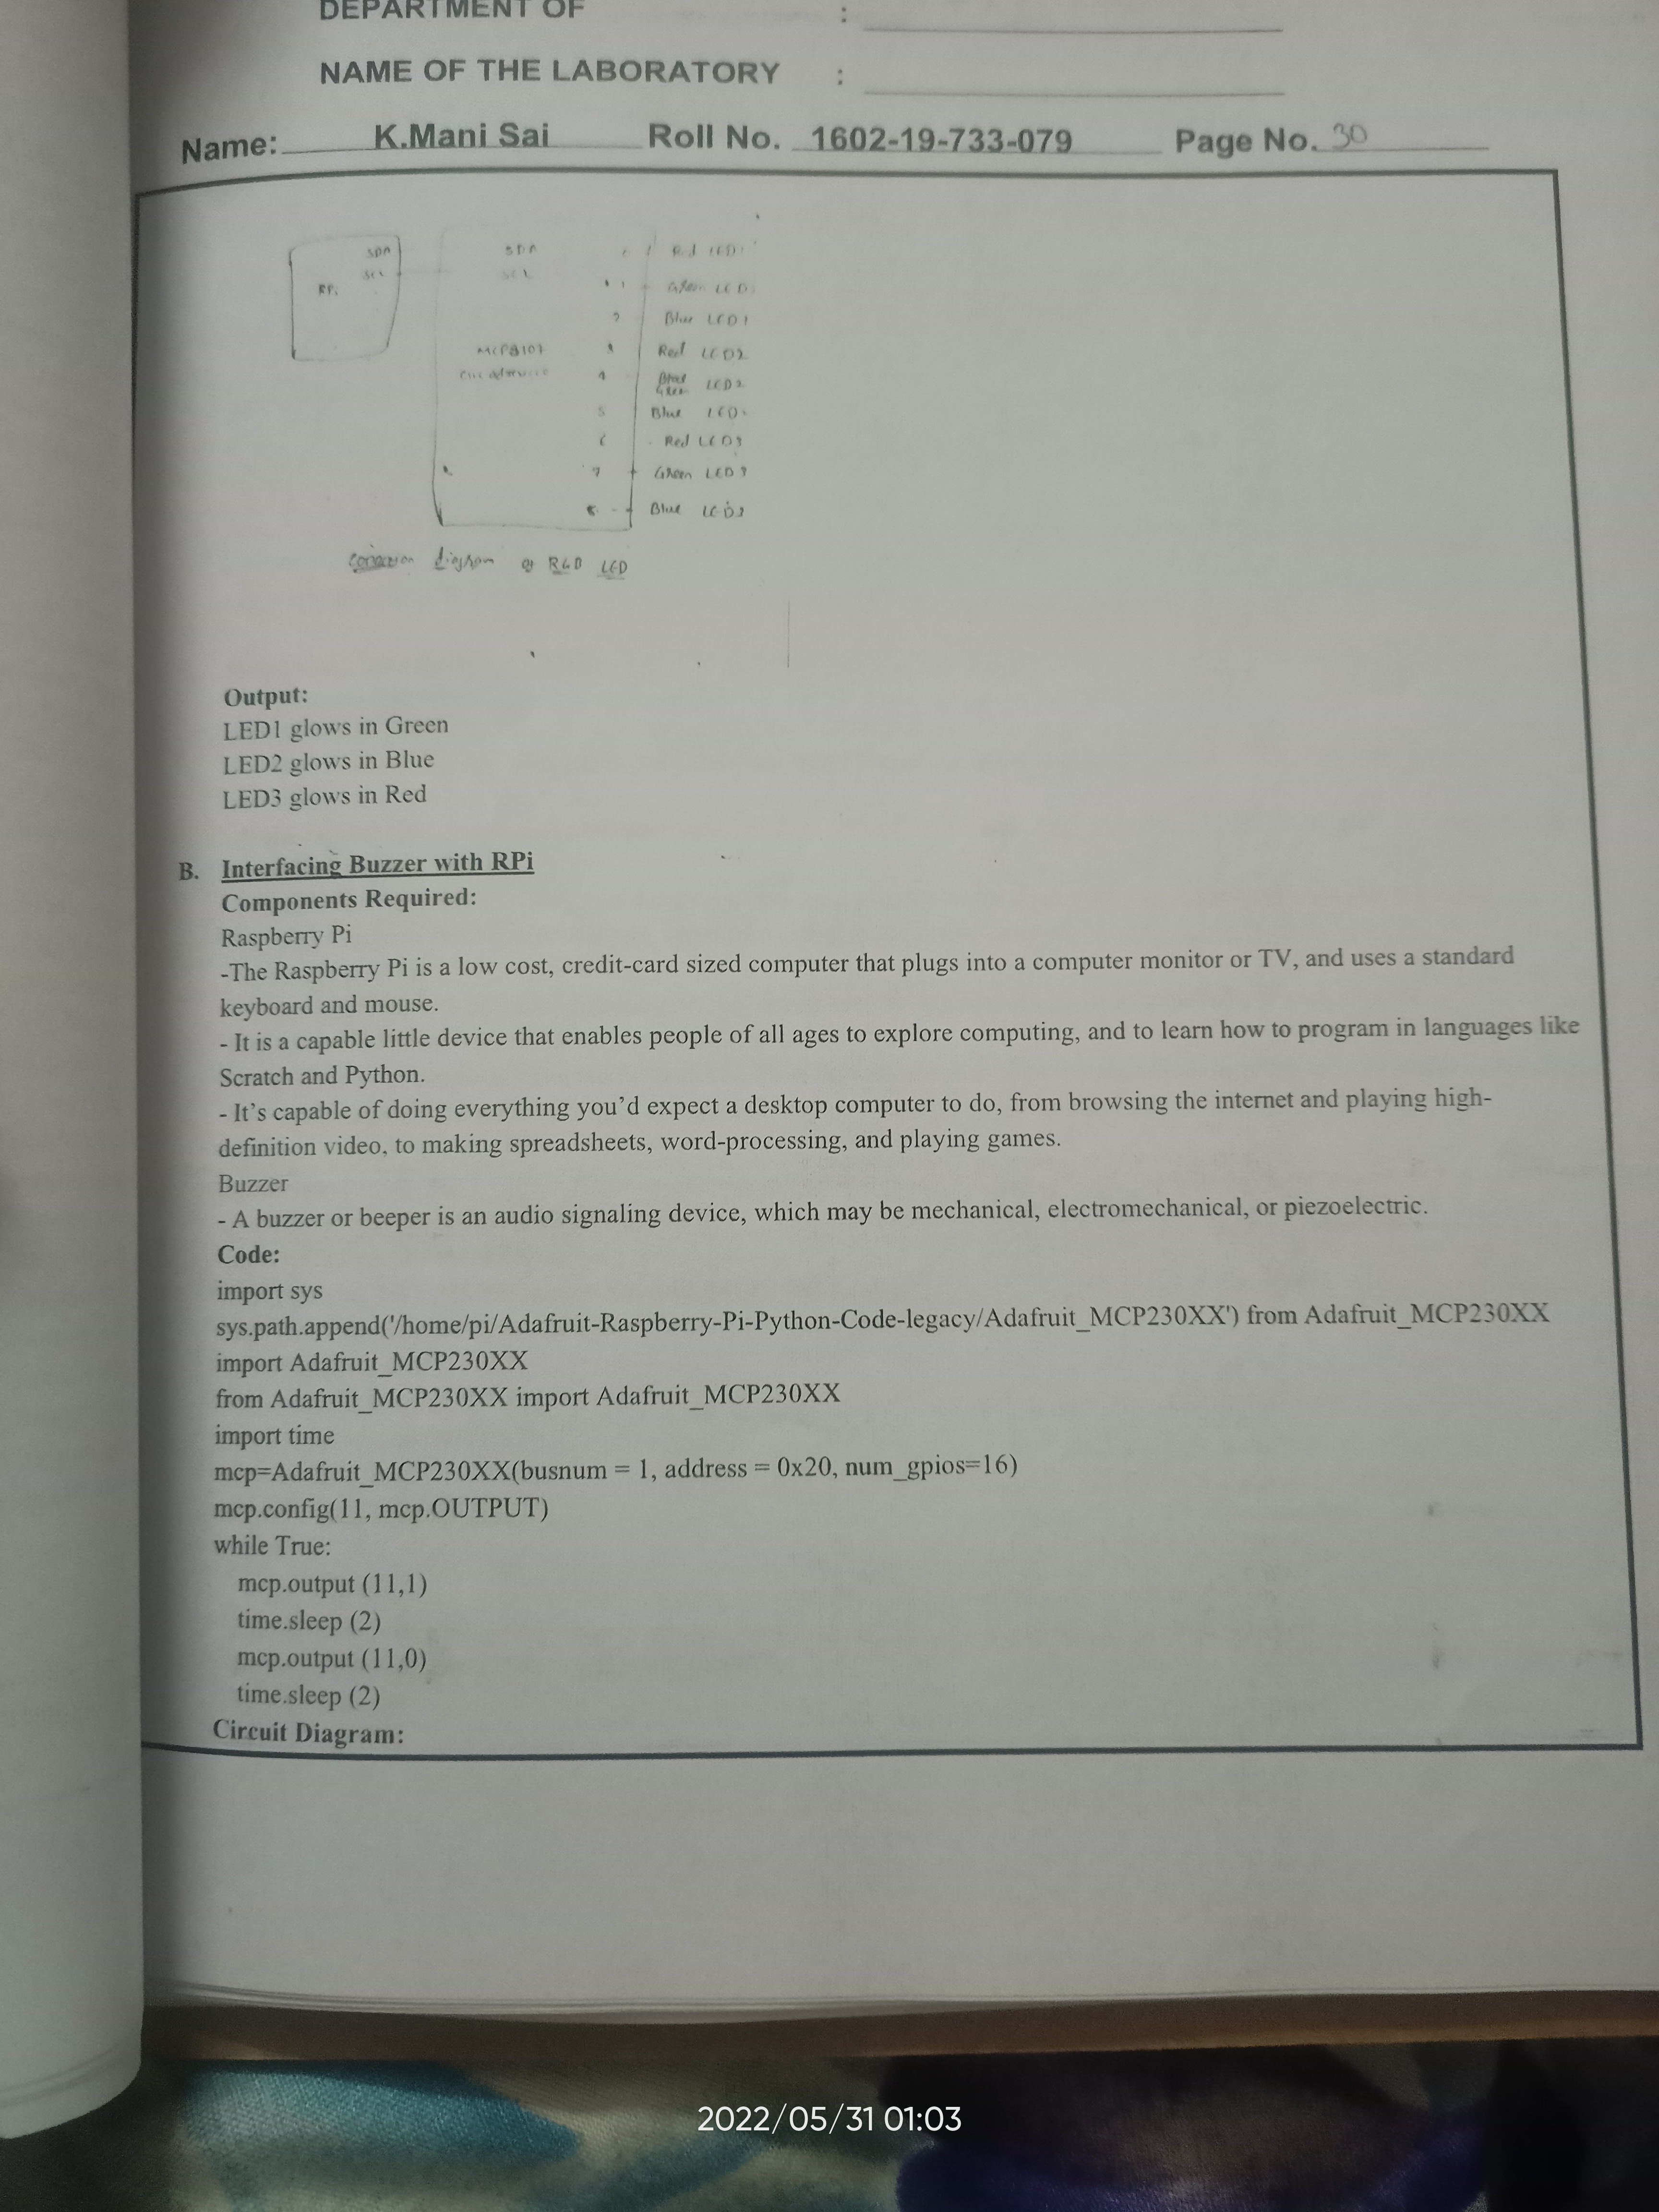 DEPARTMENT OF :
NAME OF THE LABORATORY :
Name: K.Mani Sai Roll No. 1602-19-733-079 Page No. 30
SDA SDA Red LED1
SCL SCL 1 Green LED
RPi
2 Blue LED1
Red LED2
4 Green LED2
5 Blue LED
6 Red LED3
7 Green LED3
8 Blue LED3
diagram of RGB LED
Output:
LED1 glows in Green
LED2 glows in Blue
LED3 glows in Red
B. Interfacing Buzzer with RPi
Components Required:
Raspberry Pi
-The Raspberry Pi is a low cost, credit-card sized computer that plugs into a computer monitor or TV, and uses a standard
keyboard and mouse.
- It is a capable little device that enables people of all ages to explore computing, and to learn how to program in languages like
Scratch and Python.
- It’s capable of doing everything you’d expect a desktop computer to do, from browsing the internet and playing high-
definition video, to making spreadsheets, word-processing, and playing games.
Buzzer
- A buzzer or beeper is an audio signaling device, which may be mechanical, electromechanical, or piezoelectric.
Code:
import sys
sys.path.append('/home/pi/Adafruit-Raspberry-Pi-Python-Code-legacy/Adafruit_MCP230XX') from Adafruit_MCP230XX
import Adafruit_MCP230XX
from Adafruit_MCP230XX import Adafruit_MCP230XX
import time
mcp=Adafruit_MCP230XX(busnum = 1, address = 0x20, num_gpios=16)
mcp.config(11, mcp.OUTPUT)
while True:
mcp.output (11,1)
time.sleep (2)
mcp.output (11,0)
time.sleep (2)
Circuit Diagram:
2022/05/31 01:03